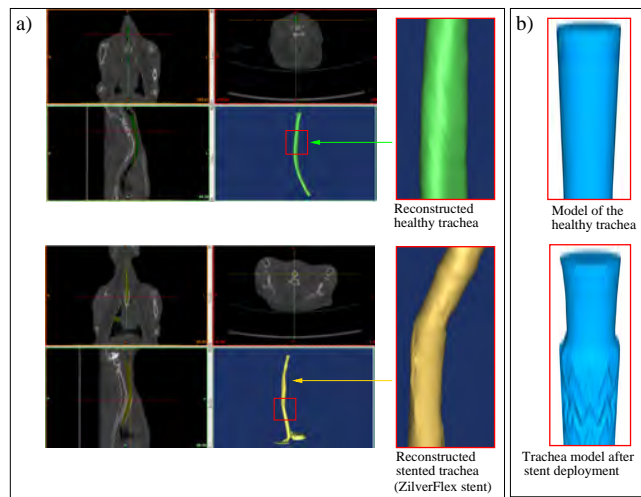 a)
b)
Reconstructed
healthy trachea
Model of the
healthy trachea
Reconstructed
stented trachea
(ZilverFlex stent)
Trachea model after
stent deployment